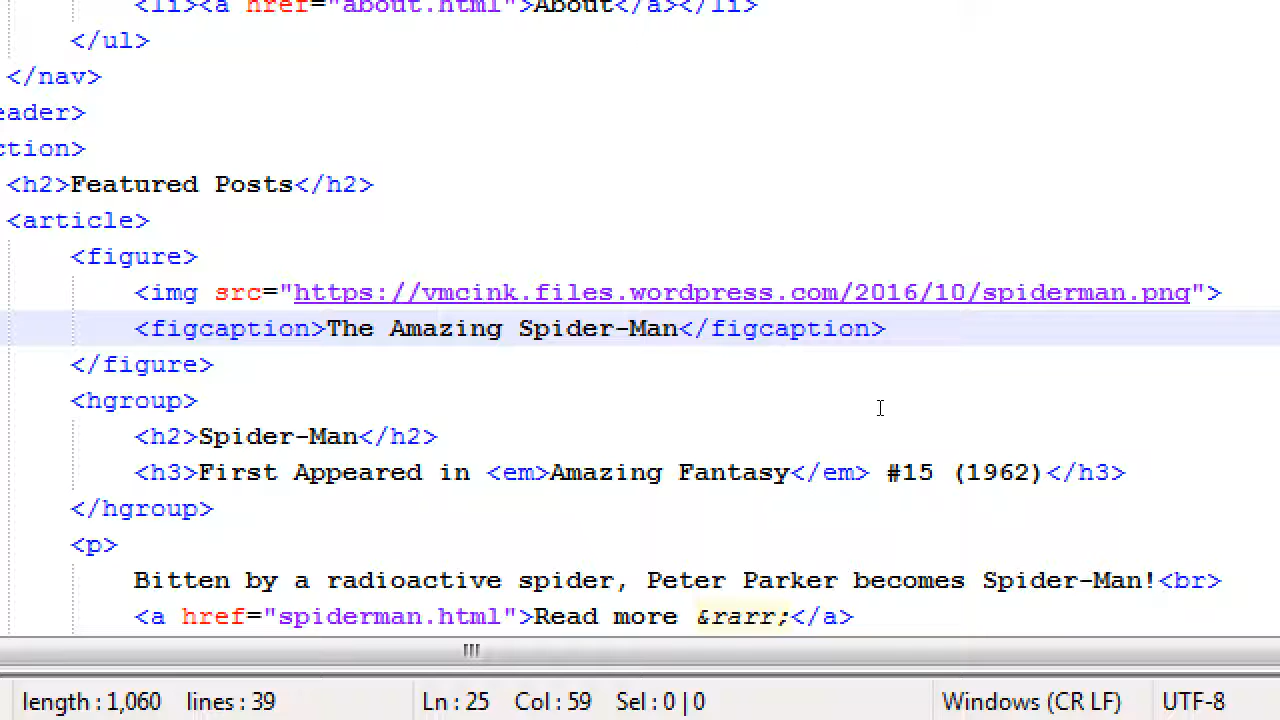 <li><a href="about.html">About</a></li>
</ul>
</nav>
eader>
ction>
<h2>Featured Posts</h2>
<article>
<figure>
<img src="https://vmcink.files.wordpress.com/2016/10/spiderman.png">
<figcaption>The Amazing Spider-Man</figcaption>
</figure>
<hgroup>
<h2>Spider-Man</h2>
<h3>First Appeared in <em>Amazing Fantasy</em> #15 (1962)</h3>
</hgroup>
<p>
Bitten by a radioactive spider, Peter Parker becomes Spider-Man!<br>
<a href="spiderman.html">Read more &rarr;</a>
length : 1,060 lines : 39 Ln : 25 Col : 59 Sel : 0 | 0 Windows (CR LF) UTF-8